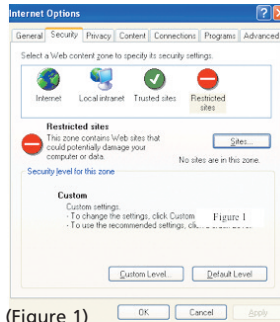 Internet Options
General Security Privacy Content Connections Programs Advanced
Select a Web content zone to specify its security settings.
Internet Local intranet Trusted sites Restricted sites
Restricted sites
This zone contains Web sites that
could potentially damage your
computer or data.
Sites...
No sites are in this zone.
Security level for this zone
Custom
Custom settings.
- To change the settings, click Custom
Figure 1
- To use the recommended settings, click
Custom Level... Default Level
OK Cancel Apply
(Figure 1)